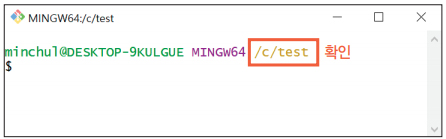 MINGW64:/c/test
minchul@DESKTOP-9KULGUE MINGW64 /c/test 확인
$